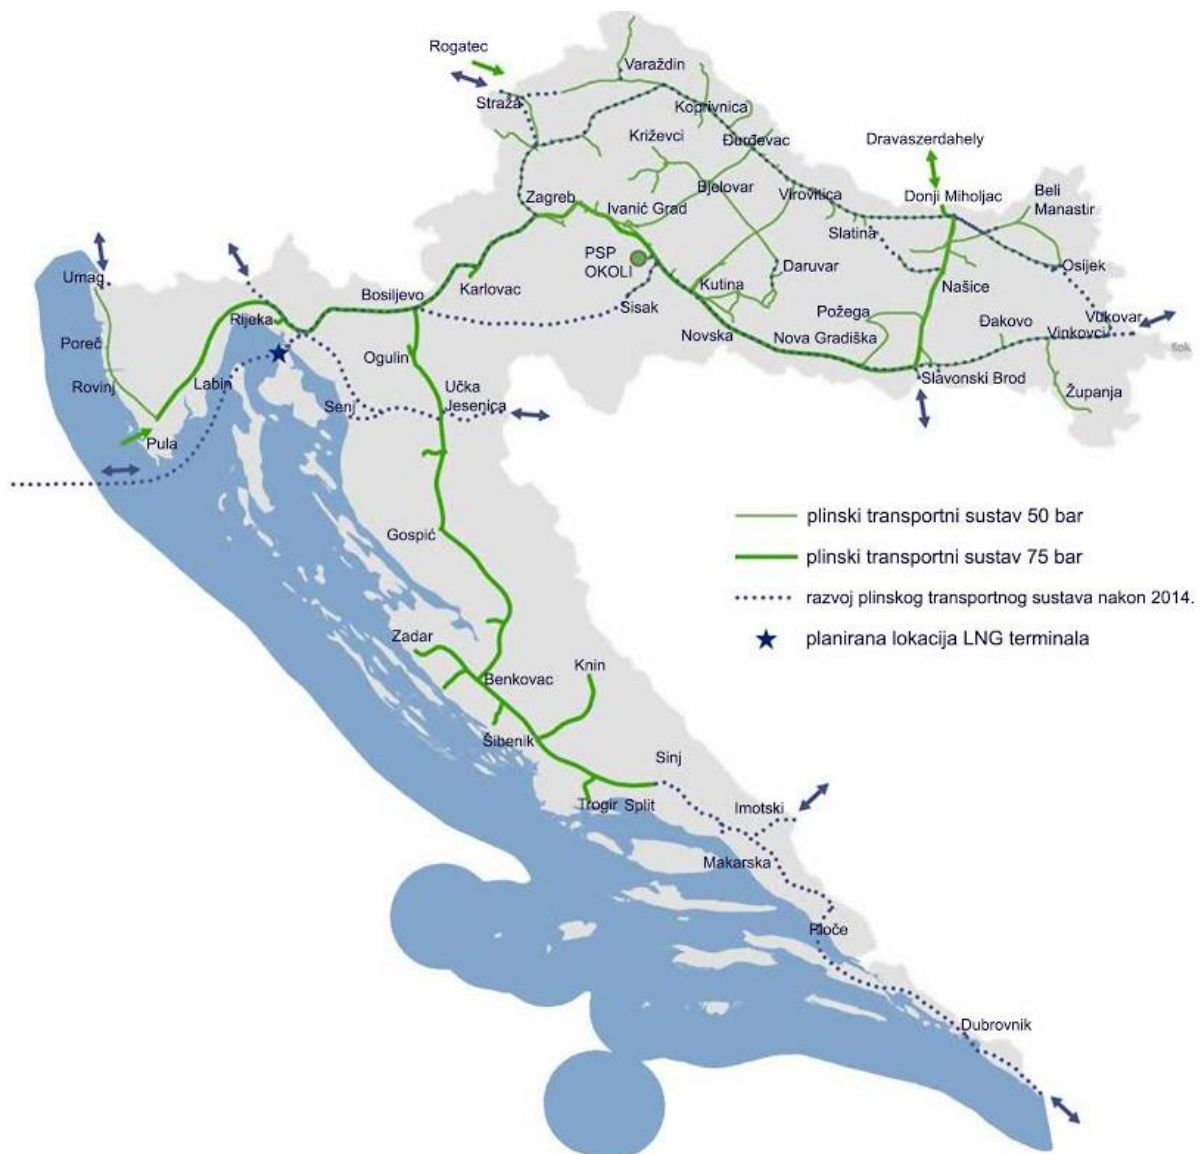 Rogatec
Varaždin
Straža
Koprivnica
Križevci
Đurđevac
Dravaszerdahely
Bjelovar
Virovitica
Donji Miholjac
Beli
Manastir
Zagreb
Ivanić Grad
Slatina
PSP
OKOLI
Daruvar
Osijek
Umag
Karlovac
Kutina
Našice
Bosiljevo
Sisak
Požega
Rijeka
Novska
Nova Gradiška
Đakovo
Vukovar
Vinkovci
Poreč
Ogulin
Rovinj
Labin
Učka
Jesenica
Senj
Slavonski Brod
Županja
Pula
plinski transportni sustav 50 bar
plinski transportni sustav 75 bar
razvoj plinskog transportnog sustava nakon 2014.
planirana lokacija LNG terminala
Gospić
Zadar
Benkovac
Knin
Šibenik
Sinj
Trogir
Split
Imotski
Makarska
Ploče
Dubrovnik